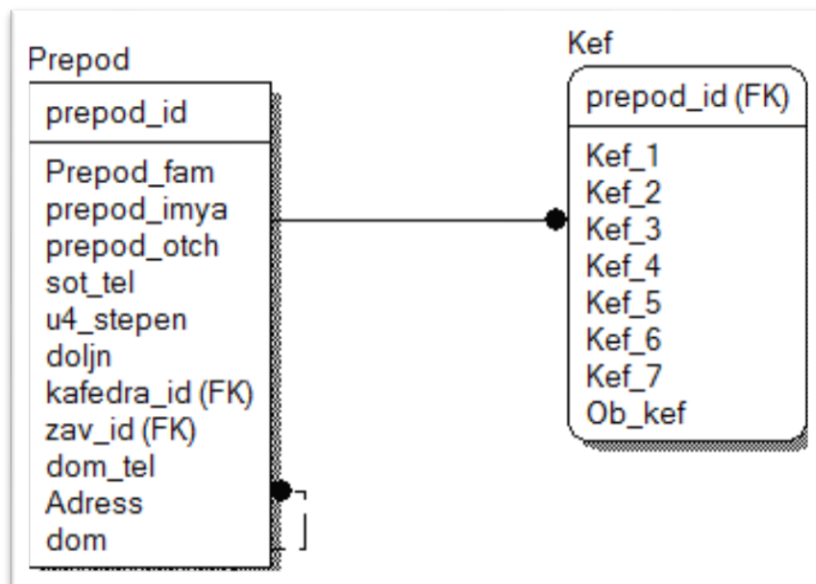 Prepod
prepod_id
Prepod_fam
prepod_imya
prepod_otch
sot_tel
u4_stepen
doljn
kafedra_id (FK)
zav_id (FK)
dom_tel
Adress
dom
Kef
prepod_id (FK)
Kef_1
Kef_2
Kef_3
Kef_4
Kef_5
Kef_6
Kef_7
Ob_kef